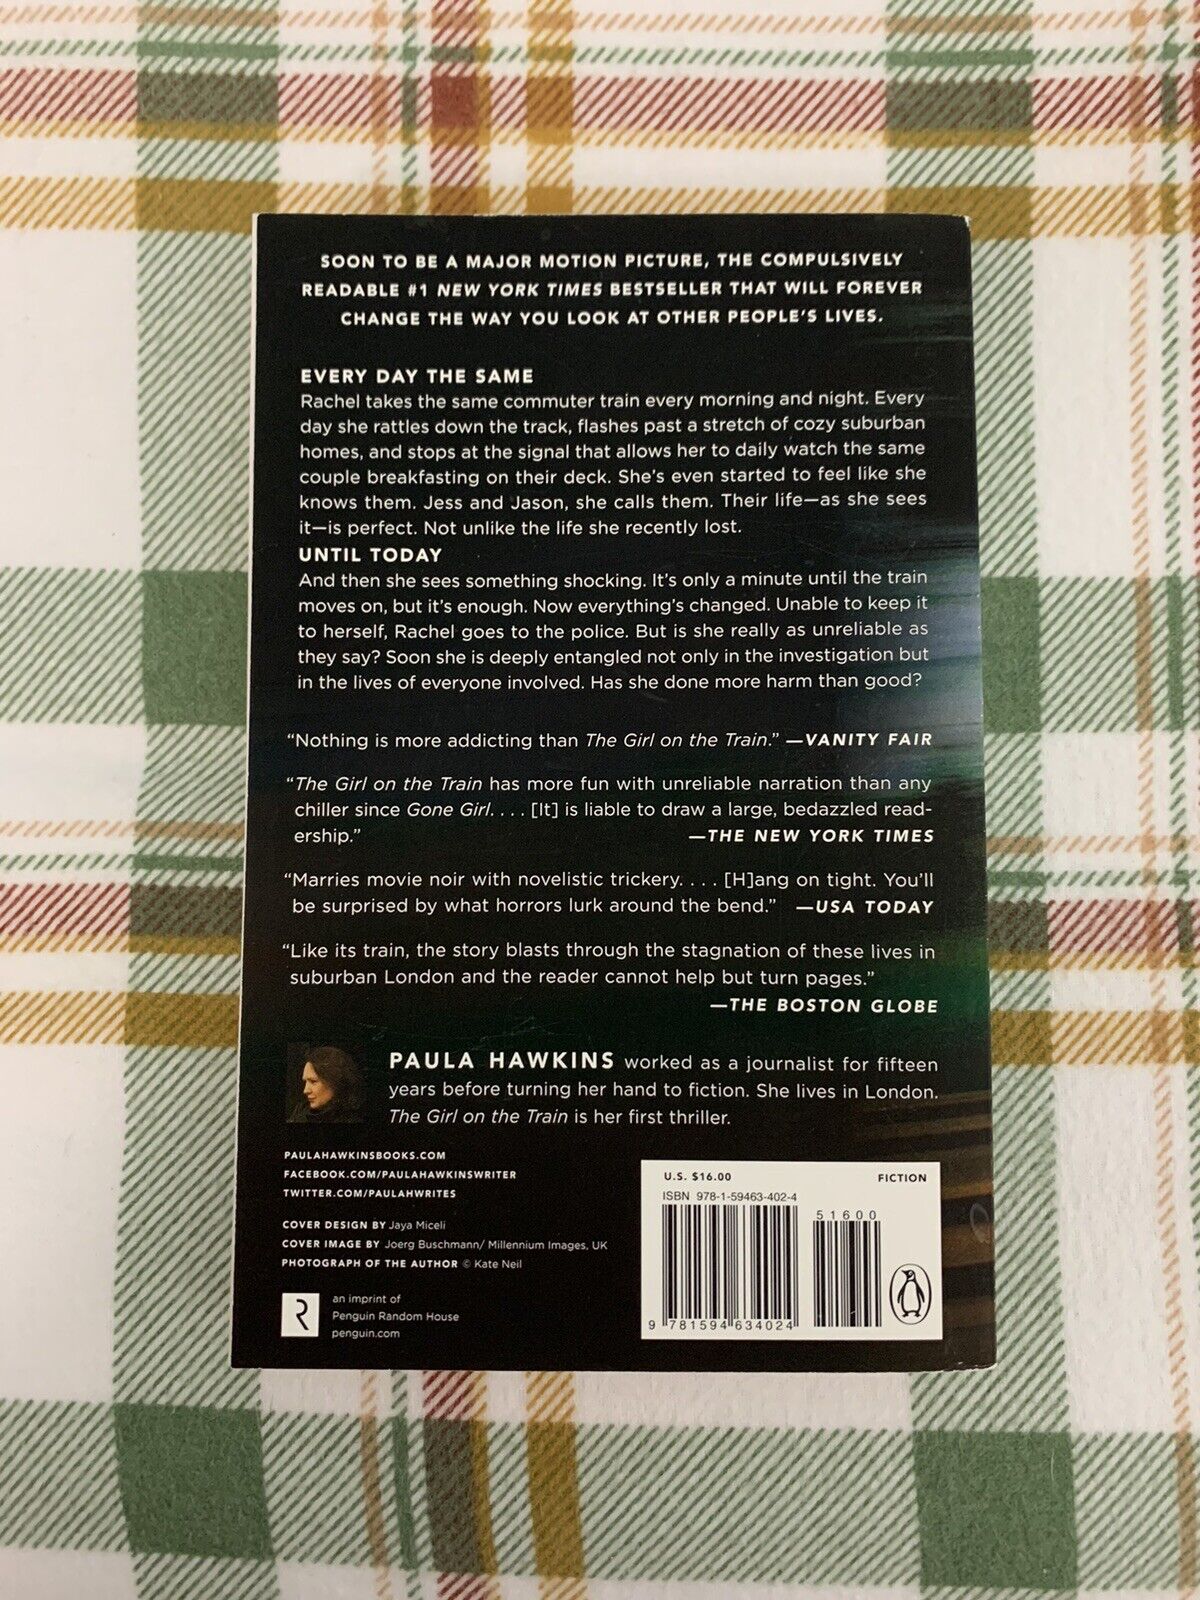 SOON TO BE A MAJOR MOTION PICTURE, THE COMPULSIVELY
READABLE #1 NEW YORK TIMES BESTSELLER THAT WILL FOREVER
CHANGE THE WAY YOU LOOK AT OTHER PEOPLE'S LIVES.
EVERY DAY THE SAME
Rachel takes the same commuter train every morning and night. Every
day she rattles down the track, flashes past a stretch of cozy suburban
homes, and stops at the signal that allows her to daily watch the same
couple breakfasting on their deck. She's even started to feel like she
knows them. Jess and Jason, she calls them. Their life—as she sees
it—is perfect. Not unlike the life she recently lost.
UNTIL TODAY
And then she sees something shocking. It's only a minute until the train
moves on, but it's enough. Now everything's changed. Unable to keep it
to herself, Rachel goes to the police. But is she really as unreliable as
they say? Soon she is deeply entangled not only in the investigation but
in the lives of everyone involved. Has she done more harm than good?
“Nothing is more addicting than The Girl on the Train.” —VANITY FAIR
“The Girl on the Train has more fun with unreliable narration than any
chiller since Gone Girl. . . . [It] is liable to draw a large, bedazzled read-
ership.” —THE NEW YORK TIMES
“Marries movie noir with novelistic trickery. . . . [H]ang on tight. You'll
be surprised by what horrors lurk around the bend.” —USA TODAY
“Like its train, the story blasts through the stagnation of these lives in
suburban London and the reader cannot help but turn pages.”
—THE BOSTON GLOBE
PAULA HAWKINS worked as a journalist for fifteen
years before turning her hand to fiction. She lives in London.
The Girl on the Train is her first thriller.
PAULAHAWKINSBOOKS.COM
FACEBOOK.COM/PAULAHAWKINSWRITER
TWITTER.COM/PAULAHWRITES
COVER DESIGN BY Jaya Miceli
COVER IMAGE BY Joerg Buschmann/ Millennium Images, UK
PHOTOGRAPH OF THE AUTHOR © Kate Neil
R
an imprint of
Penguin Random House
penguin.com
U.S. $16.00 FICTION
ISBN 978-1-59463-402-4
51600
9 781594 634024